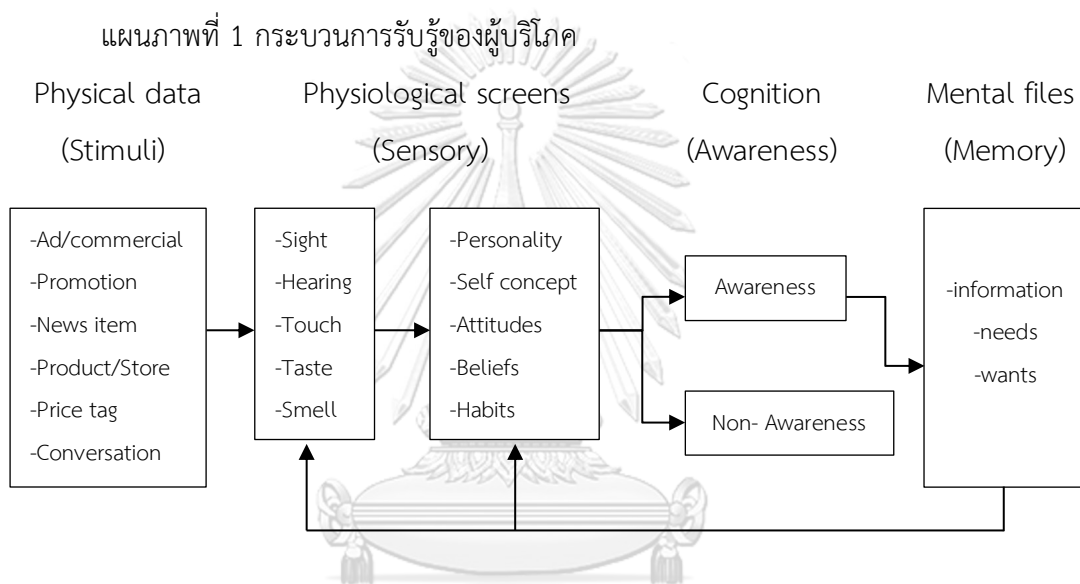 แผนภาพที่ 1 กระบวนการรับรู้ของผู้บริโภค
Physical data
(Stimuli)
Physiological screens
(Sensory)
Cognition
(Awareness)
Mental files
(Memory)
-Ad/commercial
-Promotion
-News item
-Product/Store
-Price tag
-Conversation
-Sight
-Hearing
-Touch
-Taste
-Smell
-Personality
-Self concept
-Attitudes
-Beliefs
-Habits
Awareness
Non- Awareness
-information
-needs
-wants